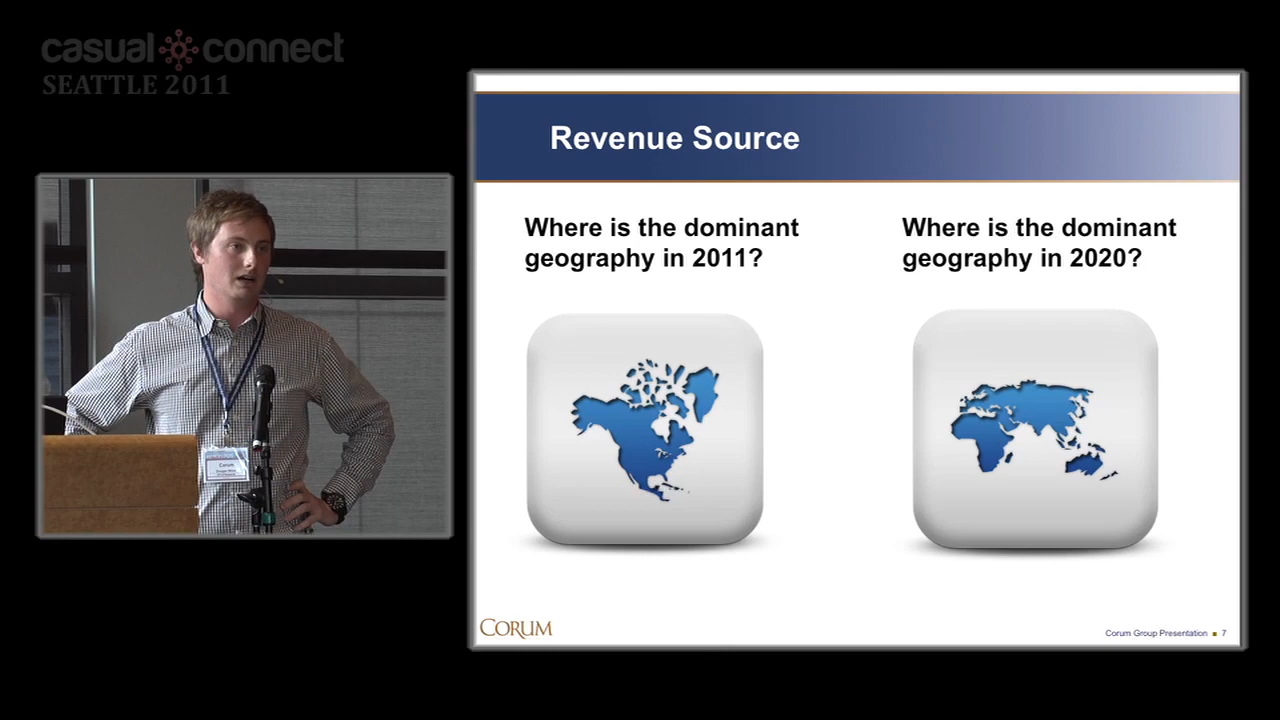 casual connect
SEATTLE 2011
Revenue Source
Where is the dominant
geography in 2011?
Where is the dominant
geography in 2020?
Corum
CORUM
Corum Group Presentation ■ 7